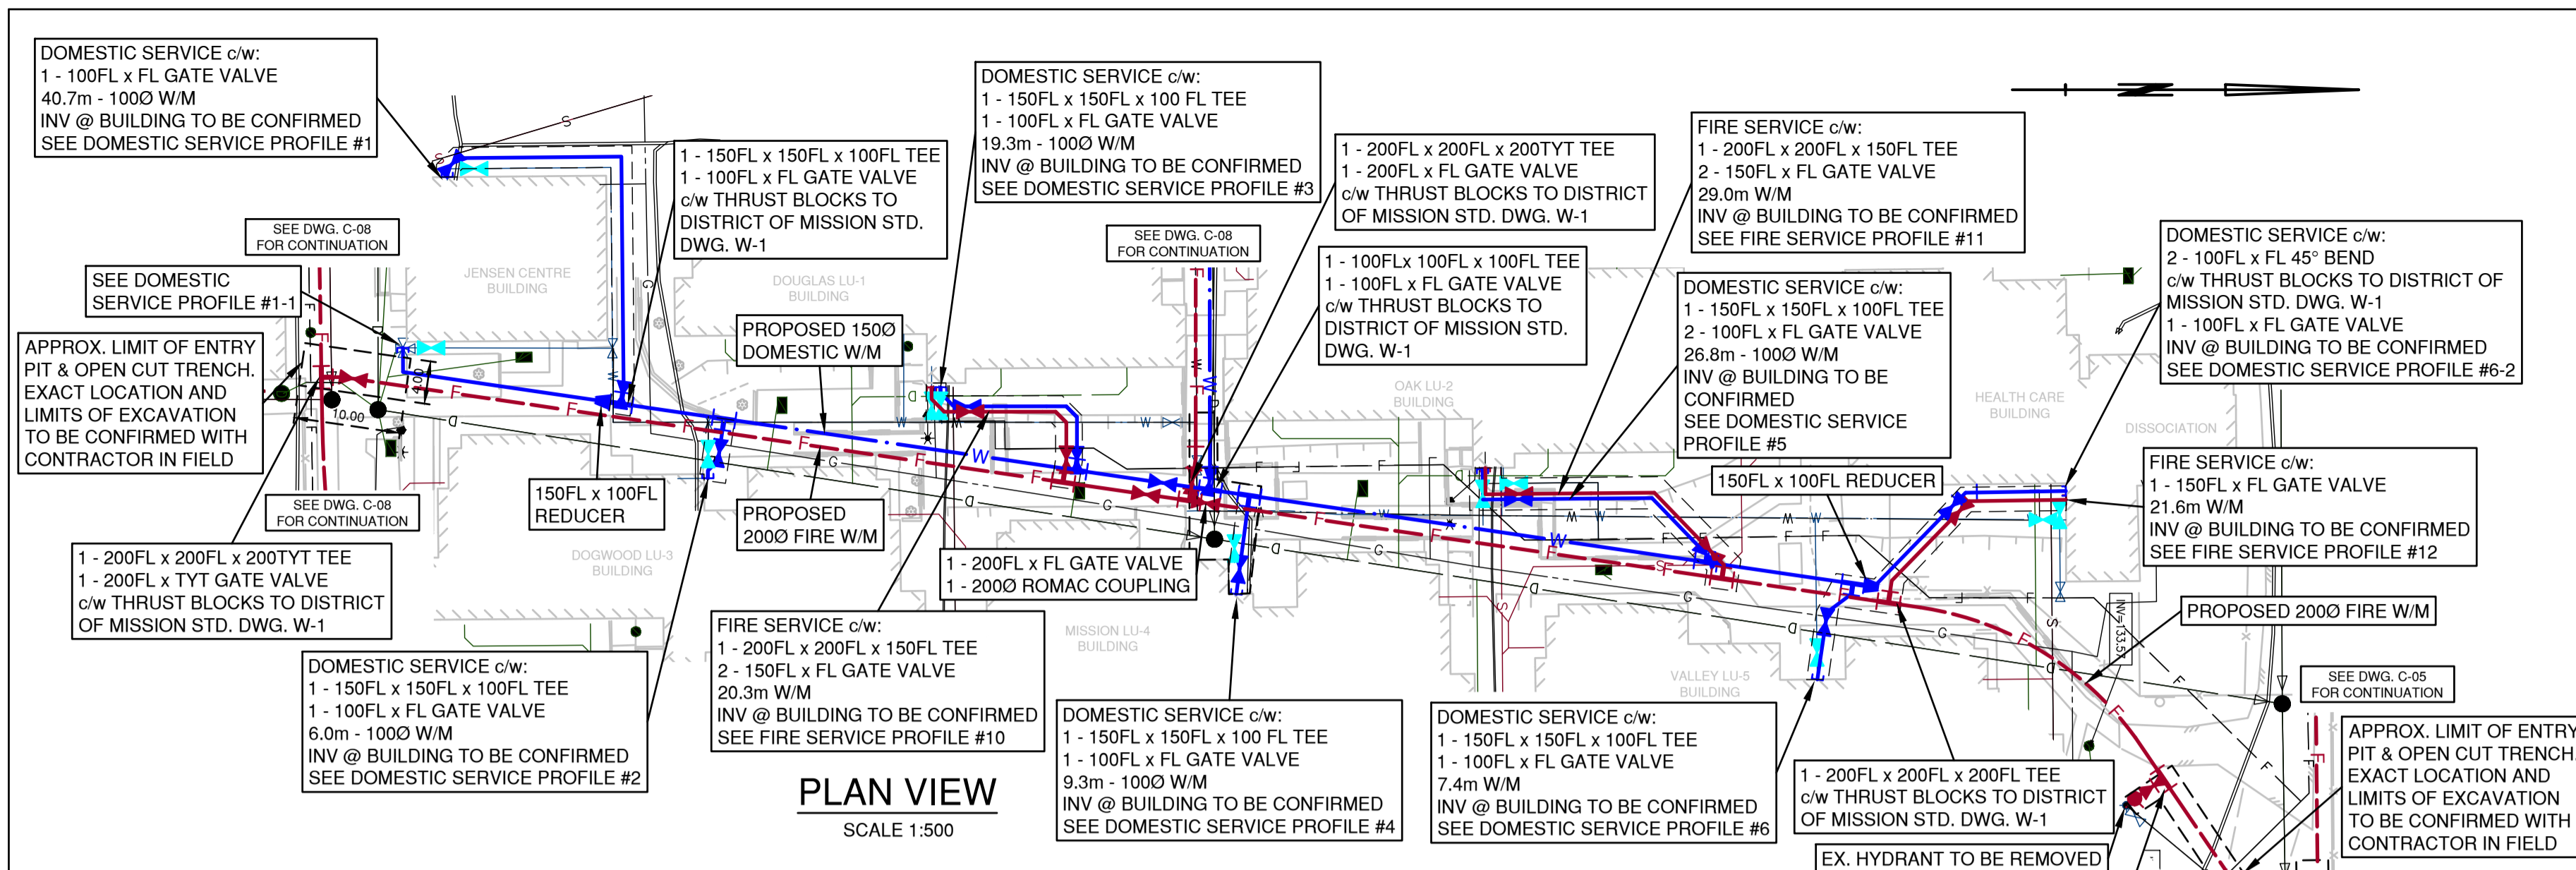 DOMESTIC SERVICE c/w:
1 - 100FL x FL GATE VALVE
40.7m - 100Ø W/M
INV @ BUILDING TO BE CONFIRMED
SEE DOMESTIC SERVICE PROFILE #1
SEE DWG. C-08
FOR CONTINUATION
SEE DOMESTIC
SERVICE PROFILE #1-1
APPROX. LIMIT OF ENTRY
PIT & OPEN CUT TRENCH.
EXACT LOCATION AND
LIMITS OF EXCAVATION
TO BE CONFIRMED WITH
CONTRACTOR IN FIELD
JENSEN CENTRE
BUILDING
1 - 150FL x 150FL x 100FL TEE
1 - 100FL x FL GATE VALVE
c/w THRUST BLOCKS TO
DISTRICT OF MISSION STD.
DWG. W-1
DOUGLAS LU-1
BUILDING
PROPOSED 150Ø
DOMESTIC W/M
DOMESTIC SERVICE c/w:
1 - 150FL x 150FL x 100 FL TEE
1 - 100FL x FL GATE VALVE
19.3m - 100Ø W/M
INV @ BUILDING TO BE CONFIRMED
SEE DOMESTIC SERVICE PROFILE #3
SEE DWG. C-08
FOR CONTINUATION
1 - 200FL x 200FL x 200TYT TEE
1 - 200FL x FL GATE VALVE
c/w THRUST BLOCKS TO DISTRICT
OF MISSION STD. DWG. W-1
1 - 100FLx 100FL x 100FL TEE
1 - 100FL x FL GATE VALVE
c/w THRUST BLOCKS TO
DISTRICT OF MISSION STD.
DWG. W-1
OAK LU-2
BUILDING
FIRE SERVICE c/w:
1 - 200FL x 200FL x 150FL TEE
2 - 150FL x FL GATE VALVE
29.0m W/M
INV @ BUILDING TO BE CONFIRMED
SEE FIRE SERVICE PROFILE #11
DOMESTIC SERVICE c/w:
1 - 150FL x 150FL x 100FL TEE
2 - 100FL x FL GATE VALVE
26.8m - 100Ø W/M
INV @ BUILDING TO BE
CONFIRMED
SEE DOMESTIC SERVICE
PROFILE #5
150FL x 100FL REDUCER
HEALTH CARE
BUILDING
DISSOCIATION
DOMESTIC SERVICE c/w:
2 - 100FL x FL 45° BEND
c/w THRUST BLOCKS TO DISTRICT OF
MISSION STD. DWG. W-1
1 - 100FL x FL GATE VALVE
INV @ BUILDING TO BE CONFIRMED
SEE DOMESTIC SERVICE PROFILE #6-2
FIRE SERVICE c/w:
1 - 150FL x FL GATE VALVE
21.6m W/M
INV @ BUILDING TO BE CONFIRMED
SEE FIRE SERVICE PROFILE #12
4.00
10.00
SEE DWG. C-08
FOR CONTINUATION
1 - 200FL x 200FL x 200TYT TEE
1 - 200FL x TYT GATE VALVE
c/w THRUST BLOCKS TO DISTRICT
OF MISSION STD. DWG. W-1
150FL x 100FL
REDUCER
DOGWOOD LU-3
BUILDING
PROPOSED
200Ø FIRE W/M
1 - 200FL x FL GATE VALVE
1 - 200Ø ROMAC COUPLING
MISSION LU-4
BUILDING
DOMESTIC SERVICE c/w:
1 - 150FL x 150FL x 100FL TEE
1 - 100FL x FL GATE VALVE
6.0m - 100Ø W/M
INV @ BUILDING TO BE CONFIRMED
SEE DOMESTIC SERVICE PROFILE #2
FIRE SERVICE c/w:
1 - 200FL x 200FL x 150FL TEE
2 - 150FL x FL GATE VALVE
20.3m W/M
INV @ BUILDING TO BE CONFIRMED
SEE FIRE SERVICE PROFILE #10
DOMESTIC SERVICE c/w:
1 - 150FL x 150FL x 100 FL TEE
1 - 100FL x FL GATE VALVE
9.3m - 100Ø W/M
INV @ BUILDING TO BE CONFIRMED
SEE DOMESTIC SERVICE PROFILE #4
VALLEY LU-5
BUILDING
DOMESTIC SERVICE c/w:
1 - 150FL x 150FL x 100FL TEE
1 - 100FL x FL GATE VALVE
7.4m W/M
INV @ BUILDING TO BE CONFIRMED
SEE DOMESTIC SERVICE PROFILE #6
1 - 200FL x 200FL x 200FL TEE
c/w THRUST BLOCKS TO DISTRICT
OF MISSION STD. DWG. W-1
INV=133.57
PROPOSED 200Ø FIRE W/M
SEE DWG. C-05
FOR CONTINUATION
APPROX. LIMIT OF ENTRY
PIT & OPEN CUT TRENCH.
EXACT LOCATION AND
LIMITS OF EXCAVATION
TO BE CONFIRMED WITH
CONTRACTOR IN FIELD
EX. HYDRANT TO BE REMOVED
PLAN VIEW
SCALE 1:500